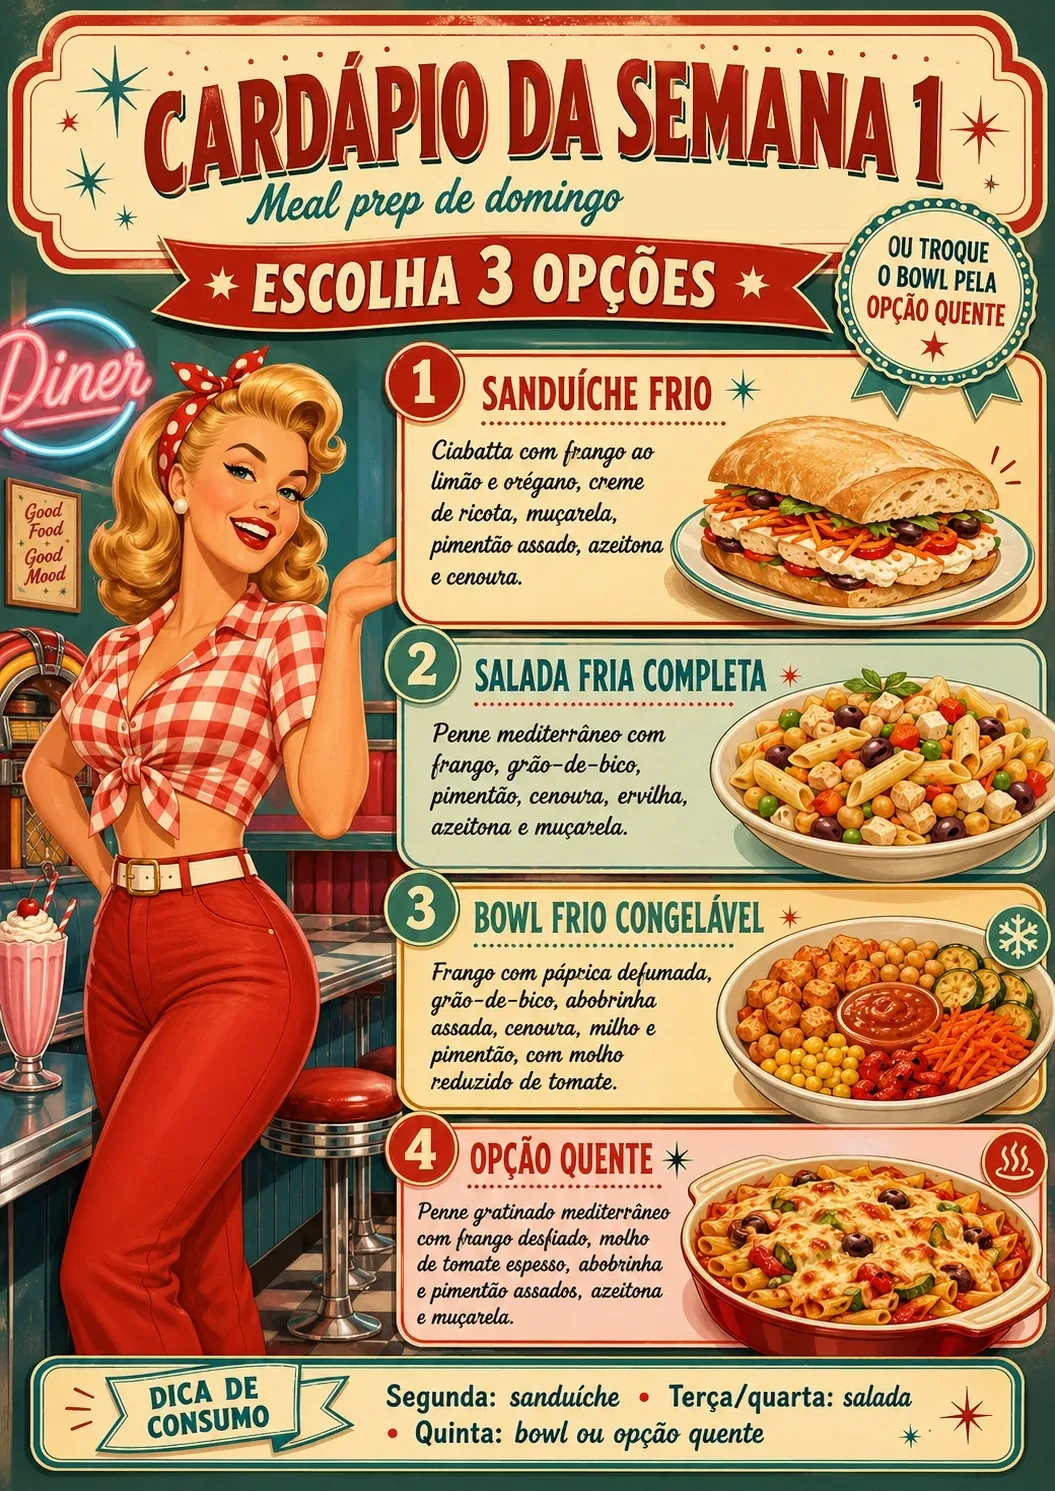 CARDÁPIO DA SEMANA 1
Meal prep de domingo
ESCOLHA 3 OPÇÕES
OU TROQUE
O BOWL PELA
OPÇÃO QUENTE
Diner
Good
Food
Good
Mood
1
SANDUÍCHE FRIO
Ciabatta com frango ao
limão e orégano, creme
de ricota, muçarela,
pimentão assado, azeitona
e cenoura.
2
SALADA FRIA COMPLETA
Penne mediterrâneo com
frango, grão-de-bico,
pimentão, cenoura, ervilha,
azeitona e muçarela.
3
BOWL FRIO CONGELÁVEL
Frango com páprica defumada,
grão-de-bico, abobrinha
assada, cenoura, milho e
pimentão, com molho
reduzido de tomate.
4
OPÇÃO QUENTE
Penne gratinado mediterrâneo
com frango desfiado, molho
de tomate espesso, abobrinha
e pimentão assados, azeitona
e muçarela.
DICA DE
CONSUMO
Segunda: sanduíche • Terça/quarta: salada
• Quinta: bowl ou opção quente